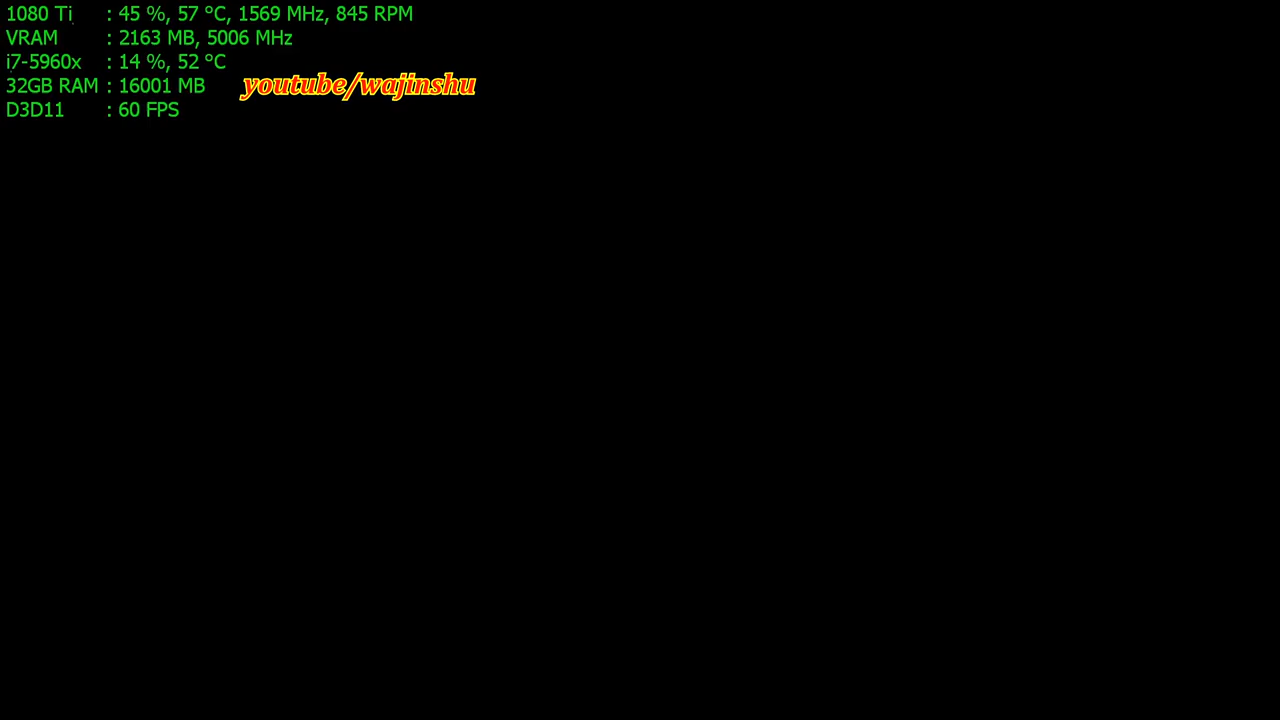 1080 Ti : 45 %, 57 °C, 1569 MHz, 845 RPM
VRAM : 2163 MB, 5006 MHz
i7-5960x : 14 %, 52 °C
32GB RAM : 16001 MB youtube/wajinshu
D3D11 : 60 FPS